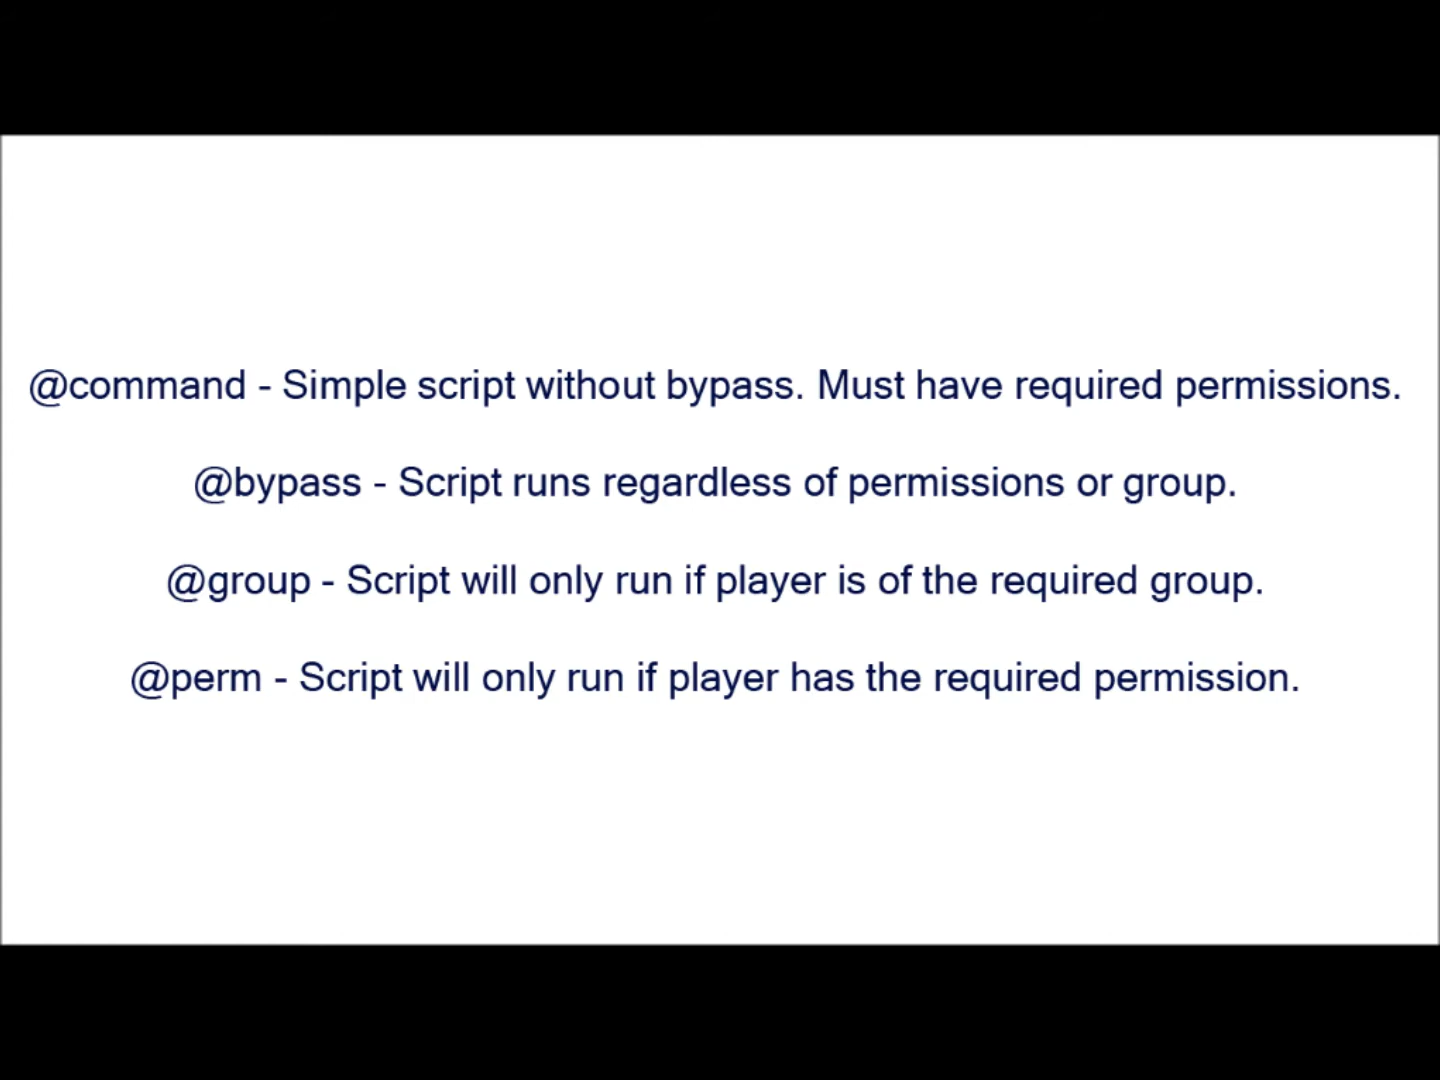 @command - Simple script without bypass. Must have required permissions.
@bypass - Script runs regardless of permissions or group.
@group - Script will only run if player is of the required group.
@perm - Script will only run if player has the required permission.